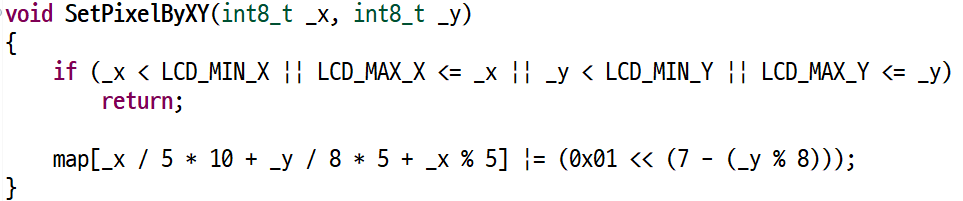 void SetPixelByXY(int8_t _x, int8_t _y)
{
    if (_x < LCD_MIN_X || LCD_MAX_X <= _x || _y < LCD_MIN_Y || LCD_MAX_Y <= _y)
        return;

    map[_x / 5 * 10 + _y / 8 * 5 + _x % 5] |= (0x01 << (7 - (_y % 8)));
}